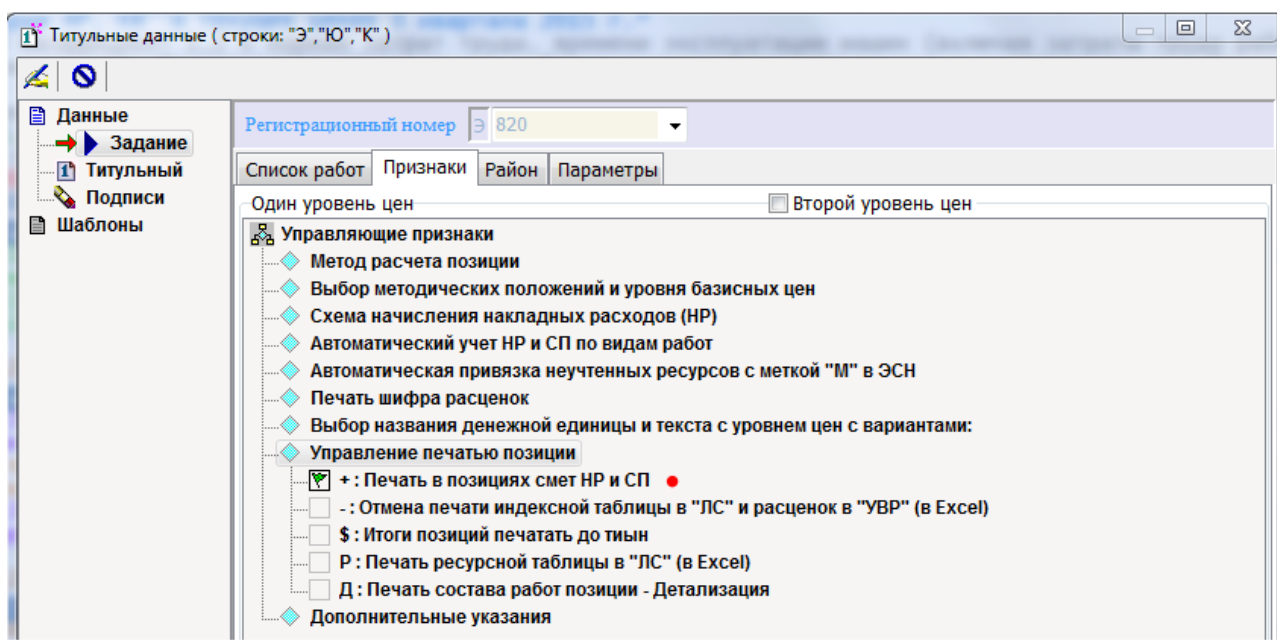 Титульные данные ( строки: "Э","Ю","К" )
Данные
Задание
Титульный
Подписи
Шаблоны
Регистрационный номер Э 820
Список работ Признаки Район Параметры
Один уровень цен Второй уровень цен
Управляющие признаки
Метод расчета позиции
Выбор методических положений и уровня базисных цен
Схема начисления накладных расходов (НР)
Автоматический учет НР и СП по видам работ
Автоматическая привязка неучтенных ресурсов с меткой "М" в ЭСН
Печать шифра расценок
Выбор названия денежной единицы и текста с уровнем цен с вариантами:
Управление печатью позиции
+ : Печать в позициях смет НР и СП
- : Отмена печати индексной таблицы в "ЛС" и расценок в "УВР" (в Excel)
$ : Итоги позиций печатать до тиын
Р : Печать ресурсной таблицы в "ЛС" (в Excel)
Д : Печать состава работ позиции - Детализация
Дополнительные указания